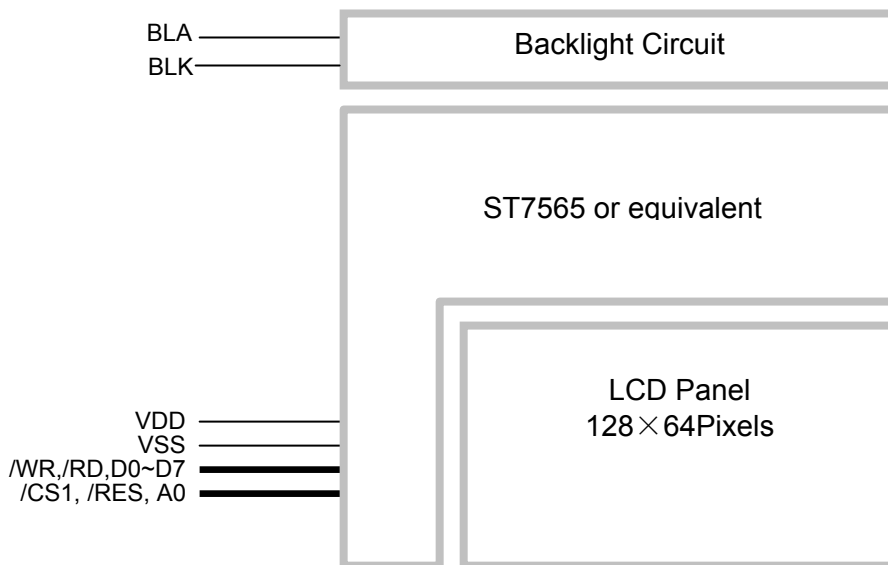 BLA
BLK
Backlight Circuit
ST7565 or equivalent
LCD Panel
128×64Pixels
VDD
VSS
/WR,/RD,D0~D7
/CS1, /RES, A0